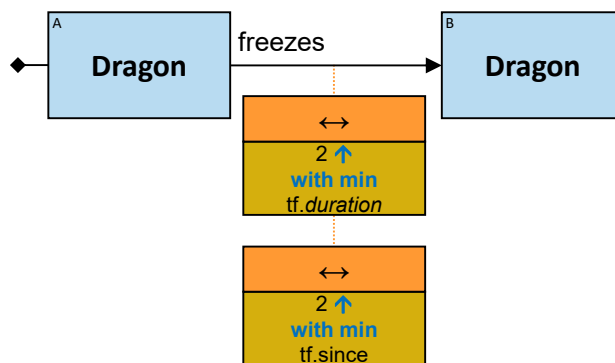 A
Dragon
freezes
B
Dragon
↔
2 ↑
with min
tf.duration
↔
2 ↑
with min
tf.since